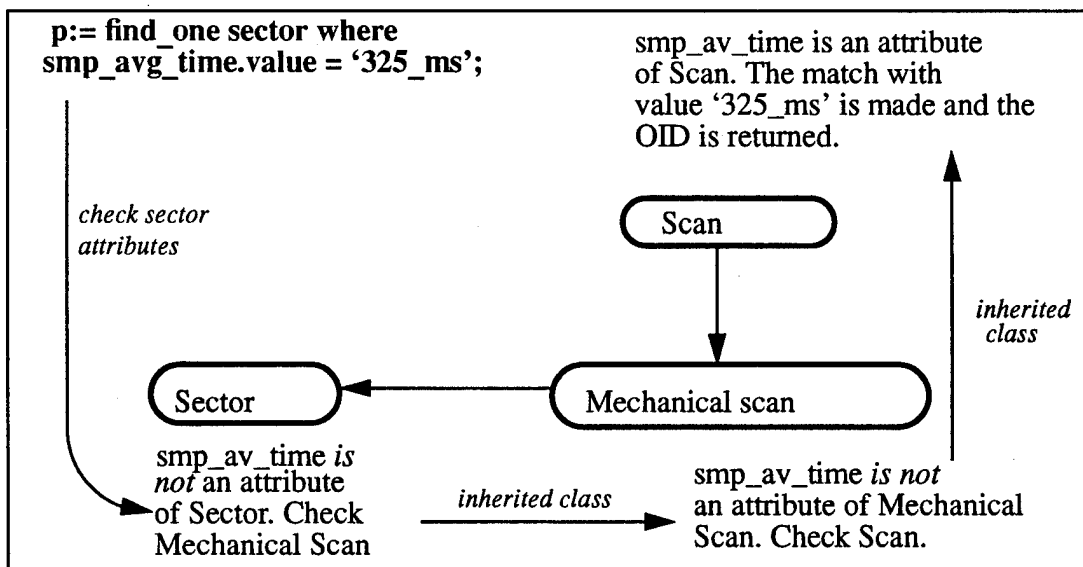 p:= find_one sector where
smp_avg_time.value = ‘325_ms’;
smp_av_time is an attribute
of Scan. The match with
value ‘325_ms’ is made and the
OID is returned.
check sector
attributes
Scan
inherited
class
Sector
Mechanical scan
smp_av_time is
not an attribute
of Sector. Check
Mechanical Scan
inherited class
smp_av_time is not
an attribute of Mechanical
Scan. Check Scan.